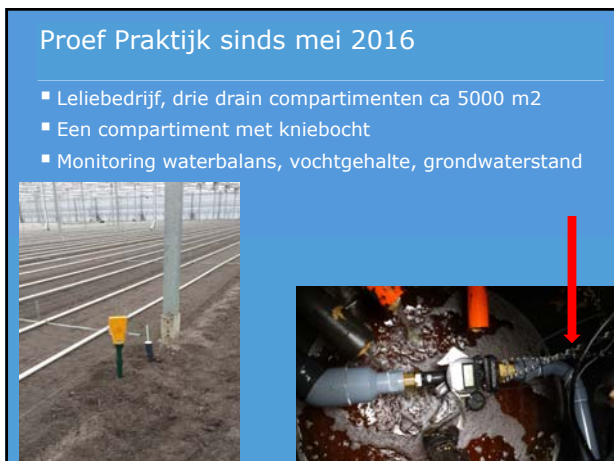 Proef Praktijk sinds mei 2016
▪ Leliebedrijf, drie drain compartimenten ca 5000 m2
▪ Een compartiment met kniebocht
▪ Monitoring waterbalans, vochtgehalte, grondwaterstand